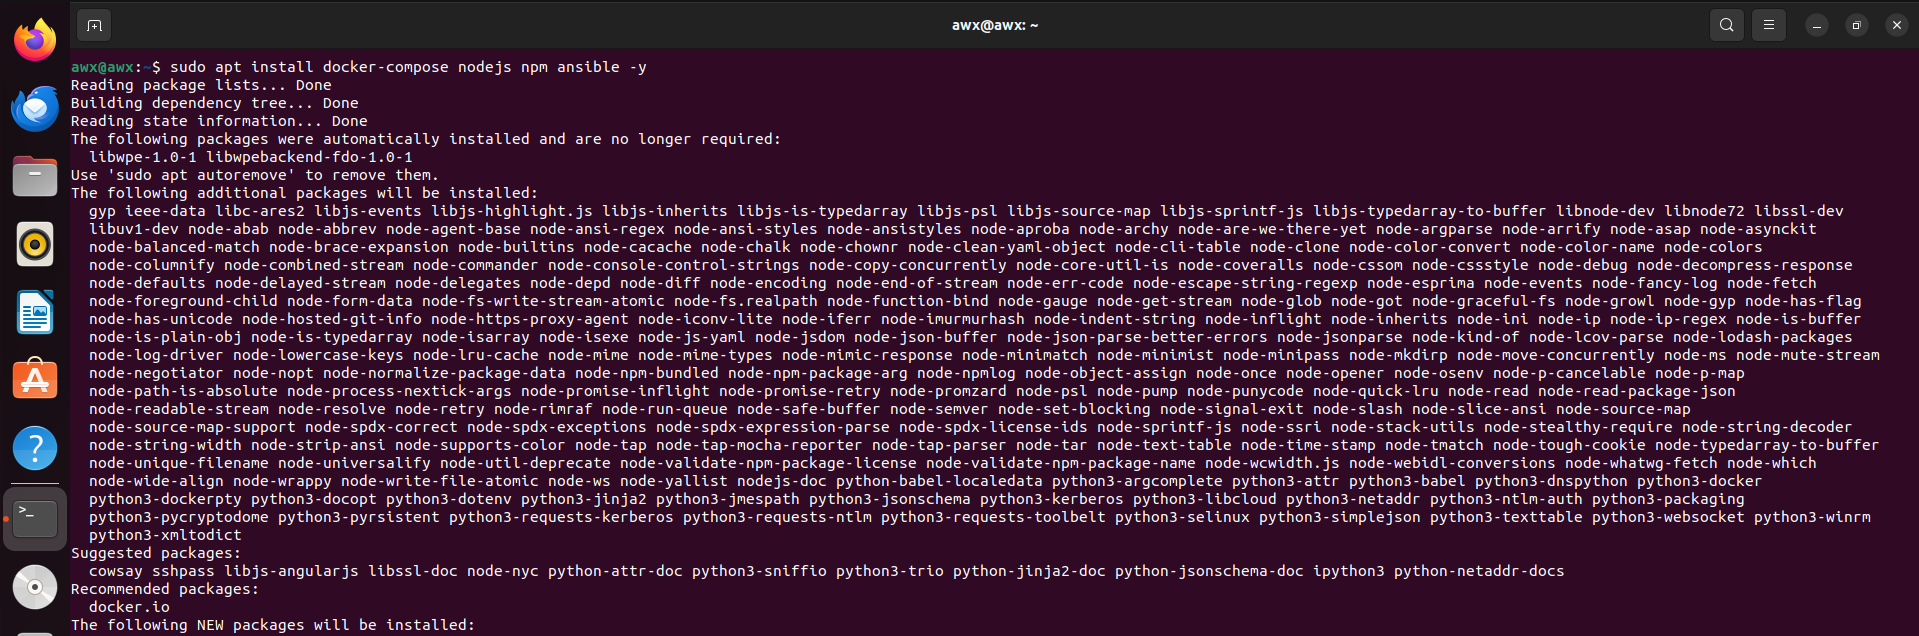 awx@awx: ~
awx@awx:~$ sudo apt install docker-compose nodejs npm ansible -y
Reading package lists... Done
Building dependency tree... Done
Reading state information... Done
The following packages were automatically installed and are no longer required:
  libwpe-1.0-1 libwpebackend-fdo-1.0-1
Use 'sudo apt autoremove' to remove them.
The following additional packages will be installed:
  gyp ieee-data libc-ares2 libjs-events libjs-highlight.js libjs-inherits libjs-is-typedarray libjs-psl libjs-source-map libjs-sprintf-js libjs-typedarray-to-buffer libnode-dev libnode72 libssl-dev
  libuv1-dev node-abab node-abbrev node-agent-base node-ansi-regex node-ansi-styles node-ansistyles node-aproba node-archy node-are-we-there-yet node-argparse node-arrify node-asap node-asynckit
  node-balanced-match node-brace-expansion node-builtins node-cacache node-chalk node-chownr node-clean-yaml-object node-cli-table node-clone node-color-convert node-color-name node-colors
  node-columnify node-combined-stream node-commander node-console-control-strings node-copy-concurrently node-core-util-is node-coveralls node-cssom node-cssstyle node-debug node-decompress-response
  node-defaults node-delayed-stream node-delegates node-depd node-diff node-encoding node-end-of-stream node-err-code node-escape-string-regexp node-esprima node-events node-fancy-log node-fetch
  node-foreground-child node-form-data node-fs-write-stream-atomic node-fs.realpath node-function-bind node-gauge node-get-stream node-glob node-got node-graceful-fs node-growl node-gyp node-has-flag
  node-has-unicode node-hosted-git-info node-https-proxy-agent node-iconv-lite node-iferr node-imurmurhash node-indent-string node-inflight node-inherits node-ini node-ip node-ip-regex node-is-buffer
  node-is-plain-obj node-is-typedarray node-isarray node-isexe node-js-yaml node-jsdom node-json-buffer node-json-parse-better-errors node-jsonparse node-kind-of node-lcov-parse node-lodash-packages
  node-log-driver node-lowercase-keys node-lru-cache node-mime node-mime-types node-mimic-response node-minimatch node-minimist node-minipass node-mkdirp node-move-concurrently node-ms node-mute-stream
  node-negotiator node-nopt node-normalize-package-data node-npm-bundled node-npm-package-arg node-npmlog node-object-assign node-once node-opener node-osenv node-p-cancelable node-p-map
  node-path-is-absolute node-process-nextick-args node-promise-inflight node-promise-retry node-promzard node-psl node-pump node-punycode node-quick-lru node-read node-read-package-json
  node-readable-stream node-resolve node-retry node-rimraf node-run-queue node-safe-buffer node-semver node-set-blocking node-signal-exit node-slash node-slice-ansi node-source-map
  node-source-map-support node-spdx-correct node-spdx-exceptions node-spdx-expression-parse node-spdx-license-ids node-sprintf-js node-ssri node-stack-utils node-stealthy-require node-string-decoder
  node-string-width node-strip-ansi node-supports-color node-tap node-tap-mocha-reporter node-tap-parser node-tar node-text-table node-time-stamp node-tmatch node-tough-cookie node-typedarray-to-buffer
  node-unique-filename node-universalify node-util-deprecate node-validate-npm-package-license node-validate-npm-package-name node-wcwidth.js node-webidl-conversions node-whatwg-fetch node-which
  node-wide-align node-wrappy node-write-file-atomic node-ws node-yallist nodejs-doc python-babel-localedata python3-argcomplete python3-attr python3-babel python3-dnspython python3-docker
  python3-dockerpty python3-docopt python3-dotenv python3-jinja2 python3-jmespath python3-jsonschema python3-kerberos python3-libcloud python3-netaddr python3-ntlm-auth python3-packaging
  python3-pycryptodome python3-pyrsistent python3-requests-kerberos python3-requests-ntlm python3-requests-toolbelt python3-selinux python3-simplejson python3-texttable python3-websocket python3-winrm
  python3-xmltodict
Suggested packages:
  cowsay sshpass libjs-angularjs libssl-doc node-nyc python-attr-doc python3-sniffio python3-trio python-jinja2-doc python-jsonschema-doc ipython3 python-netaddr-docs
Recommended packages:
  docker.io
The following NEW packages will be installed: